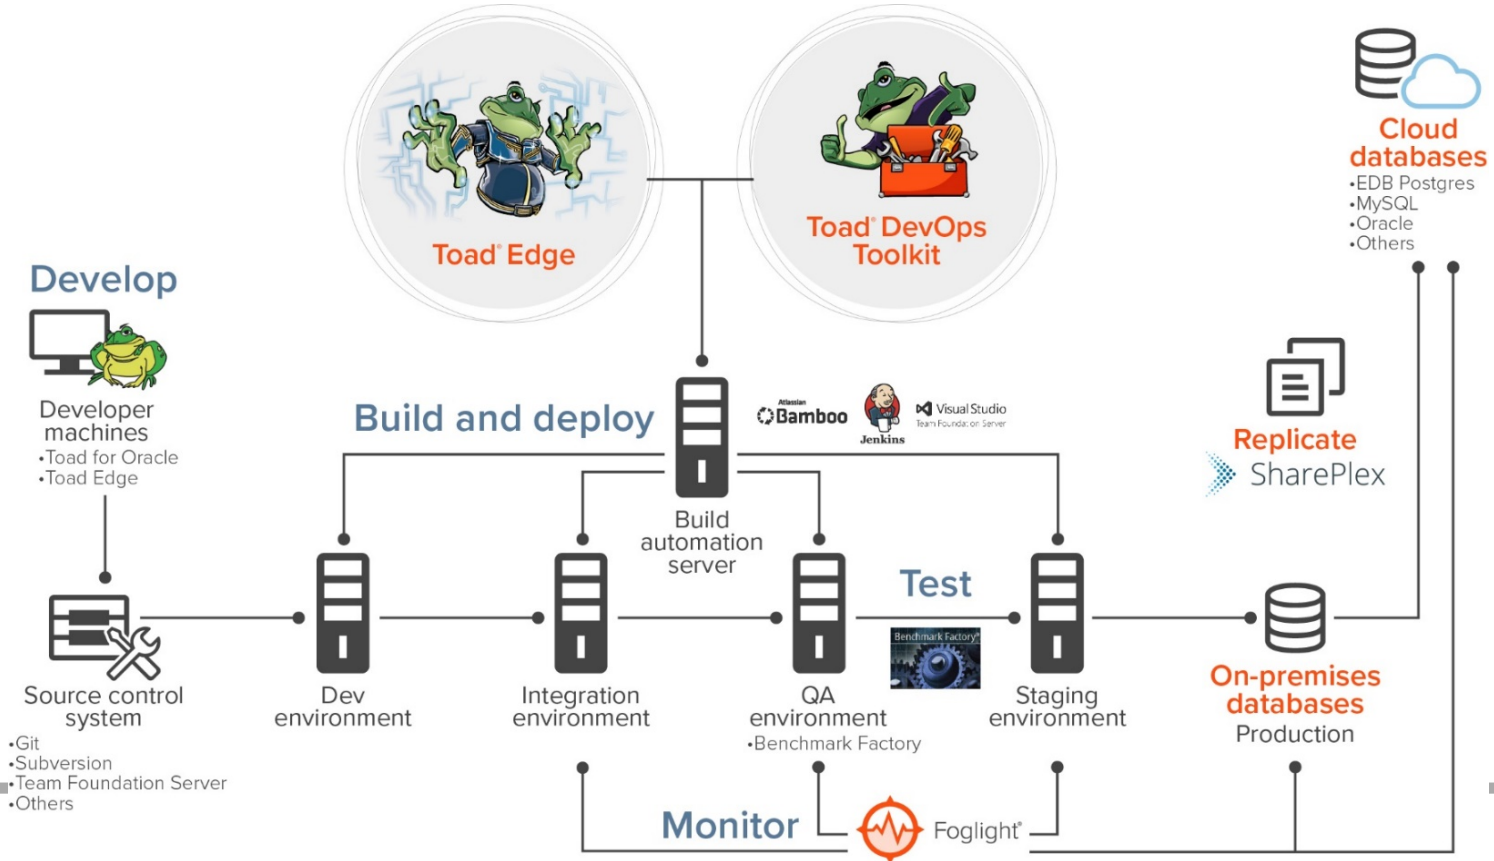 Toad® Edge
Toad® DevOps
Toolkit
Cloud
databases
•EDB Postgres
•MySQL
•Oracle
•Others
Develop
Developer
machines
•Toad for Oracle
•Toad Edge
Build and deploy
Atlassian
Bamboo
Jenkins
Visual Studio
Team Foundation Server
Build
automation
server
Replicate
SharePlex
Test
Benchmark Factory®
Source control
system
•Git
•Subversion
•Team Foundation Server
•Others
Dev
environment
Integration
environment
QA
environment
•Benchmark Factory
Staging
environment
On-premises
databases
Production
Monitor
Foglight®